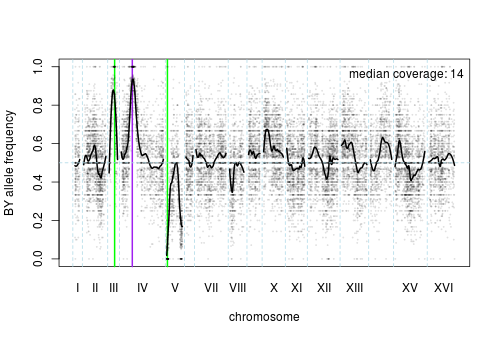 median coverage: 14
BY allele frequency
0.0 0.2 0.4 0.6 0.8 1.0
I II III IV V VII VIII X XI XII XIII XV XVI
chromosome